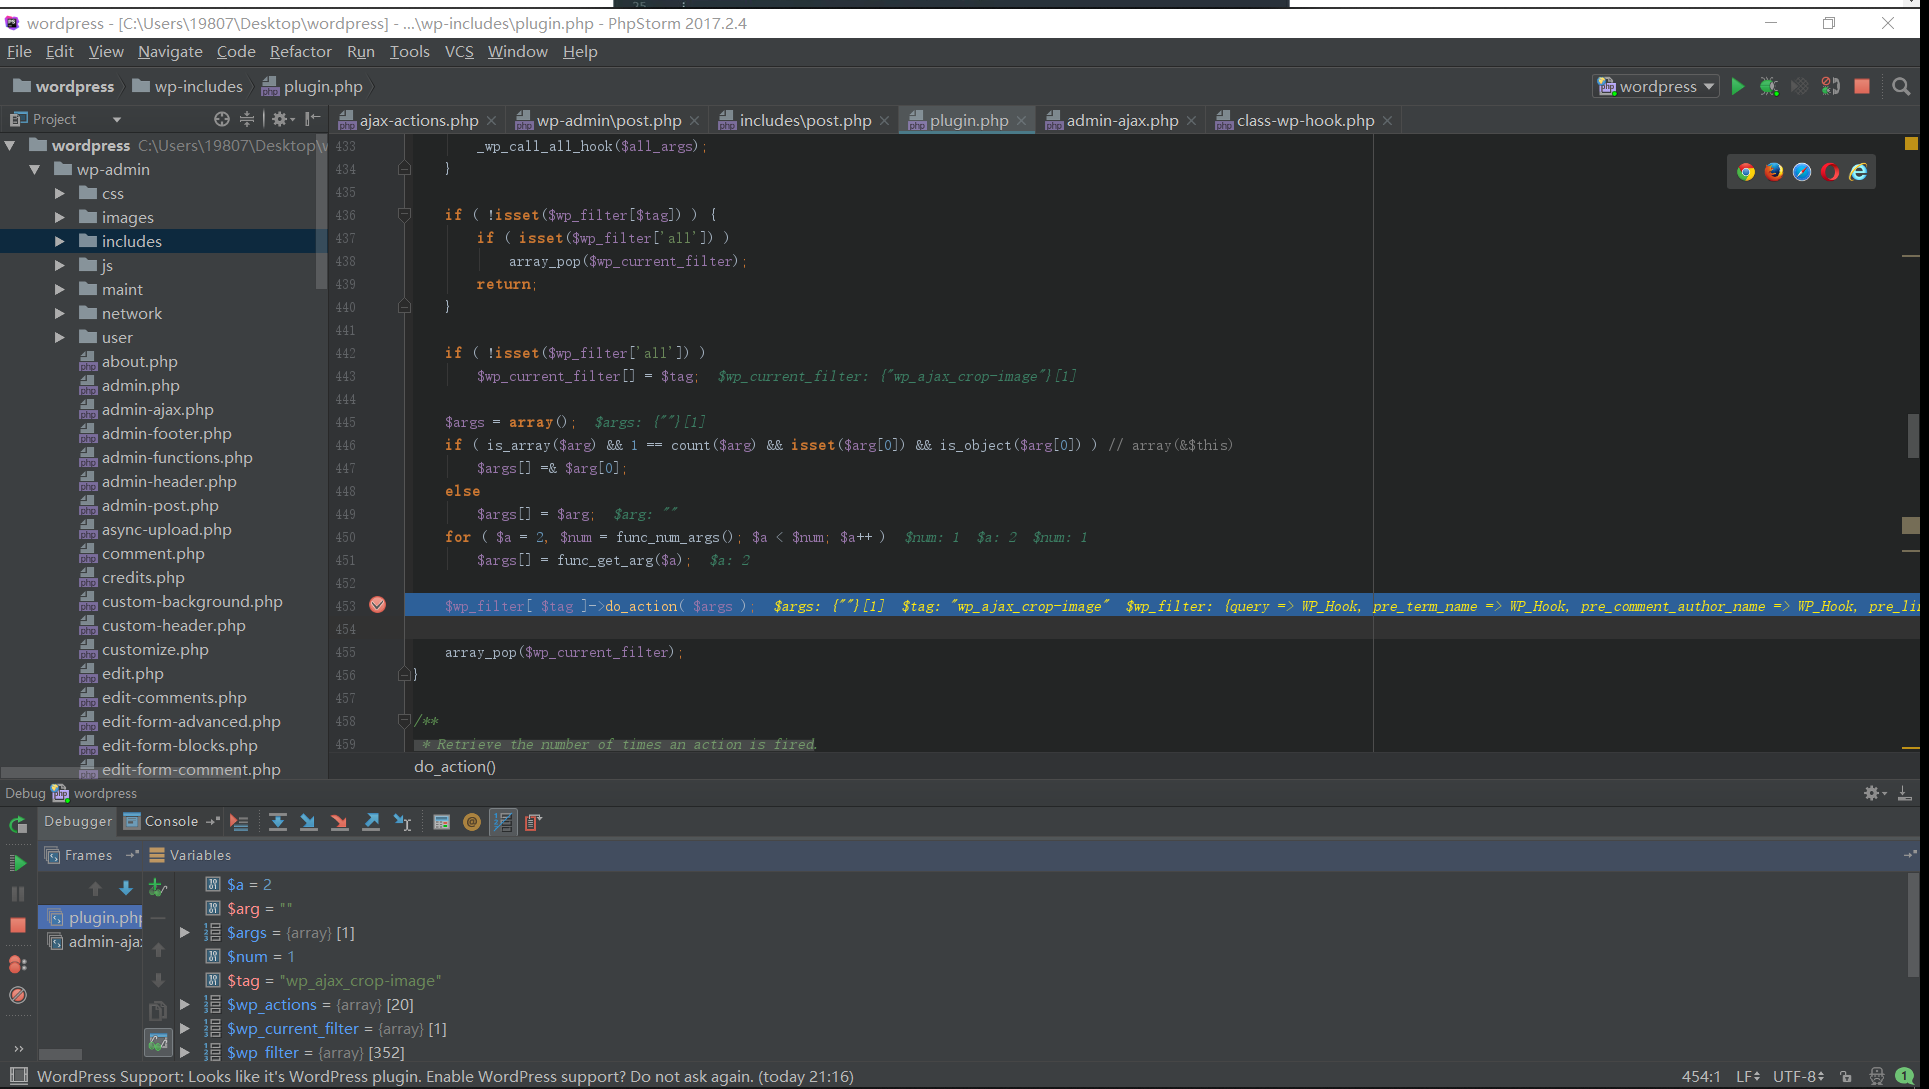 25
wordpress - [C:\Users\19807\Desktop\wordpress] - ...\wp-includes\plugin.php - PhpStorm 2017.2.4
File Edit View Navigate Code Refactor Run Tools VCS Window Help
wordpress wp-includes plugin.php wordpress
Project
ajax-actions.php wp-admin\post.php includes\post.php plugin.php admin-ajax.php class-wp-hook.php
wordpress C:\Users\19807\Desktop\
wp-admin
css
images
includes
js
maint
network
user
about.php
admin.php
admin-ajax.php
admin-footer.php
admin-functions.php
admin-header.php
admin-post.php
async-upload.php
comment.php
credits.php
custom-background.php
custom-header.php
customize.php
edit.php
edit-comments.php
edit-form-advanced.php
edit-form-blocks.php
edit-form-comment.php
433 _wp_call_all_hook($all_args);
434 }
435
436 if ( !isset($wp_filter[$tag]) ) {
437 if ( isset($wp_filter['all']) )
438 array_pop($wp_current_filter);
439 return;
440 }
441
442 if ( !isset($wp_filter['all']) )
443 $wp_current_filter[] = $tag; $wp_current_filter: {"wp_ajax_crop-image"}[1]
444
445 $args = array(); $args: {""}[1]
446 if ( is_array($arg) && 1 == count($arg) && isset($arg[0]) && is_object($arg[0]) ) // array(&$this)
447 $args[] =& $arg[0];
448 else
449 $args[] = $arg; $arg: ""
450 for ( $a = 2, $num = func_num_args(); $a < $num; $a++ ) $num: 1 $a: 2 $num: 1
451 $args[] = func_get_arg($a); $a: 2
452
453 $wp_filter[ $tag ]->do_action( $args ); $args: {""}[1] $tag: "wp_ajax_crop-image" $wp_filter: {query => WP_Hook, pre_term_name => WP_Hook, pre_comment_author_name => WP_Hook, pre_li
454
455 array_pop($wp_current_filter);
456 }
457
458 /**
459 * Retrieve the number of times an action is fired.
do_action()
Debug wordpress
Debugger Console
Frames Variables
plugin.php
admin-aja
$a = 2
$arg = ""
$args = {array} [1]
$num = 1
$tag = "wp_ajax_crop-image"
$wp_actions = {array} [20]
$wp_current_filter = {array} [1]
$wp_filter = {array} [352]
WordPress Support: Looks like it's WordPress plugin. Enable WordPress support? Do not ask again. (today 21:16) 454:1 LF UTF-8 1